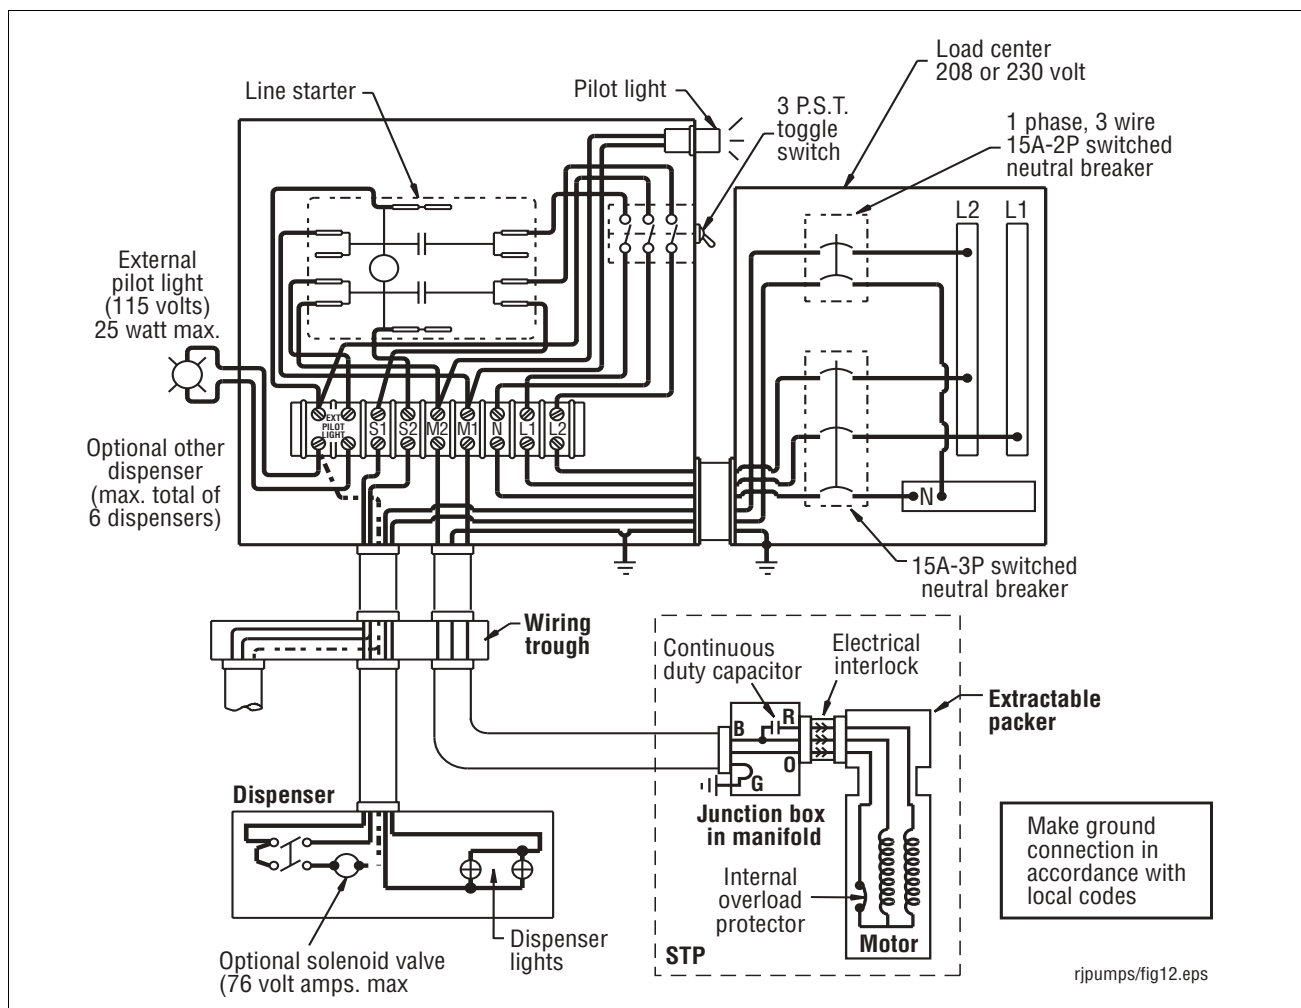 Load center
208 or 230 volt
Line starter
Pilot light
3 P.S.T.
toggle
switch
1 phase, 3 wire
15A-2P switched
neutral breaker
L2
L1
External
pilot light
(115 volts)
25 watt max.
EXT
PILOT
LIGHT
S1
S2
M2
M1
N
L1
L2
Optional other
dispenser
(max. total of
6 dispensers)
N
15A-3P switched
neutral breaker
Wiring
trough
Continuous
duty capacitor
Electrical
interlock
Extractable
packer
B
R
O
G
Junction box
in manifold
Dispenser
Make ground
connection in
accordance with
local codes
Internal
overload
protector
Motor
STP
Optional solenoid valve
(76 volt amps. max
Dispenser
lights
rjpumps/fig12.eps